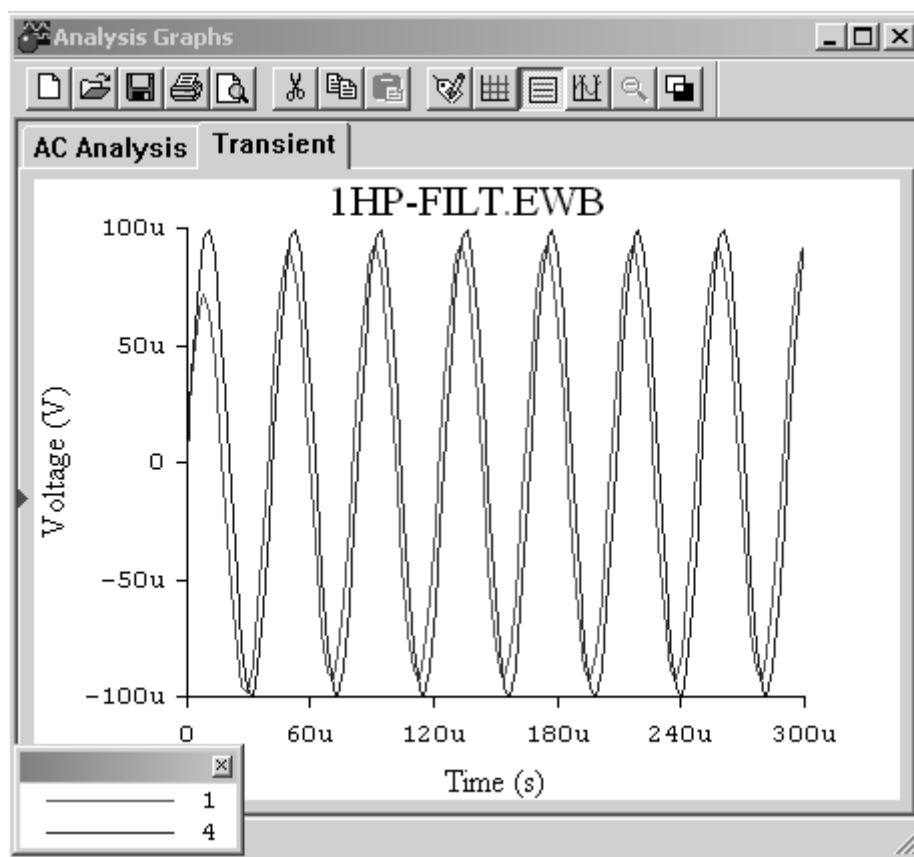 Analysis Graphs
AC Analysis
Transient
1HP-FILT.EWB
100u
50u
0
-50u
-100u
Voltage (V)
0 60u 120u 180u 240u 300u
Time (s)
1
4